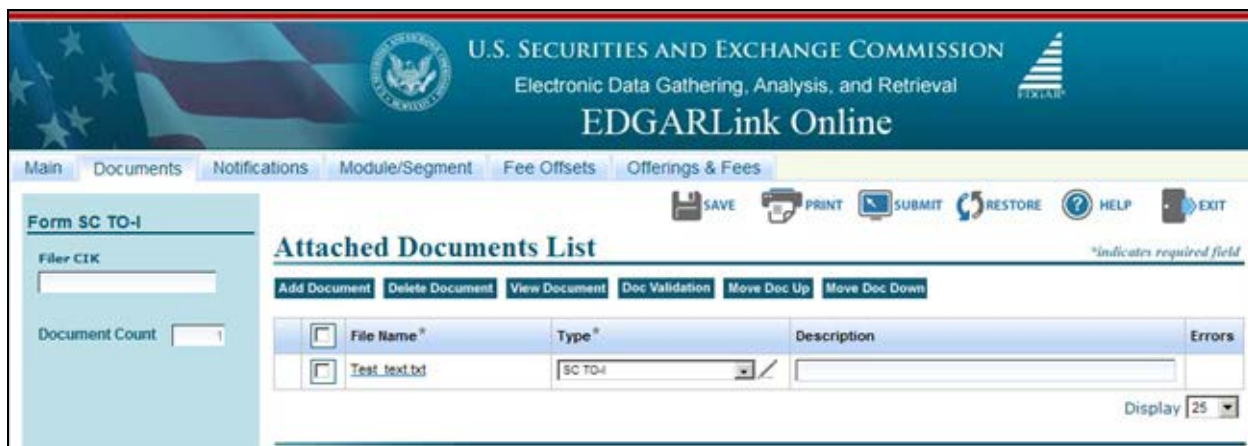 U.S. SECURITIES AND EXCHANGE COMMISSION
Electronic Data Gathering, Analysis, and Retrieval
EDGAR®
EDGARLink Online
Main Documents Notifications Module/Segment Fee Offsets Offerings & Fees
SAVE PRINT SUBMIT RESTORE HELP EXIT
Form SC TO-I
Attached Documents List
*indicates required field
Filer CIK
Add Document Delete Document View Document Doc Validation Move Doc Up Move Doc Down
Document Count 1
File Name* Type* Description Errors
Test_text.txt SC TO-I
Display 25